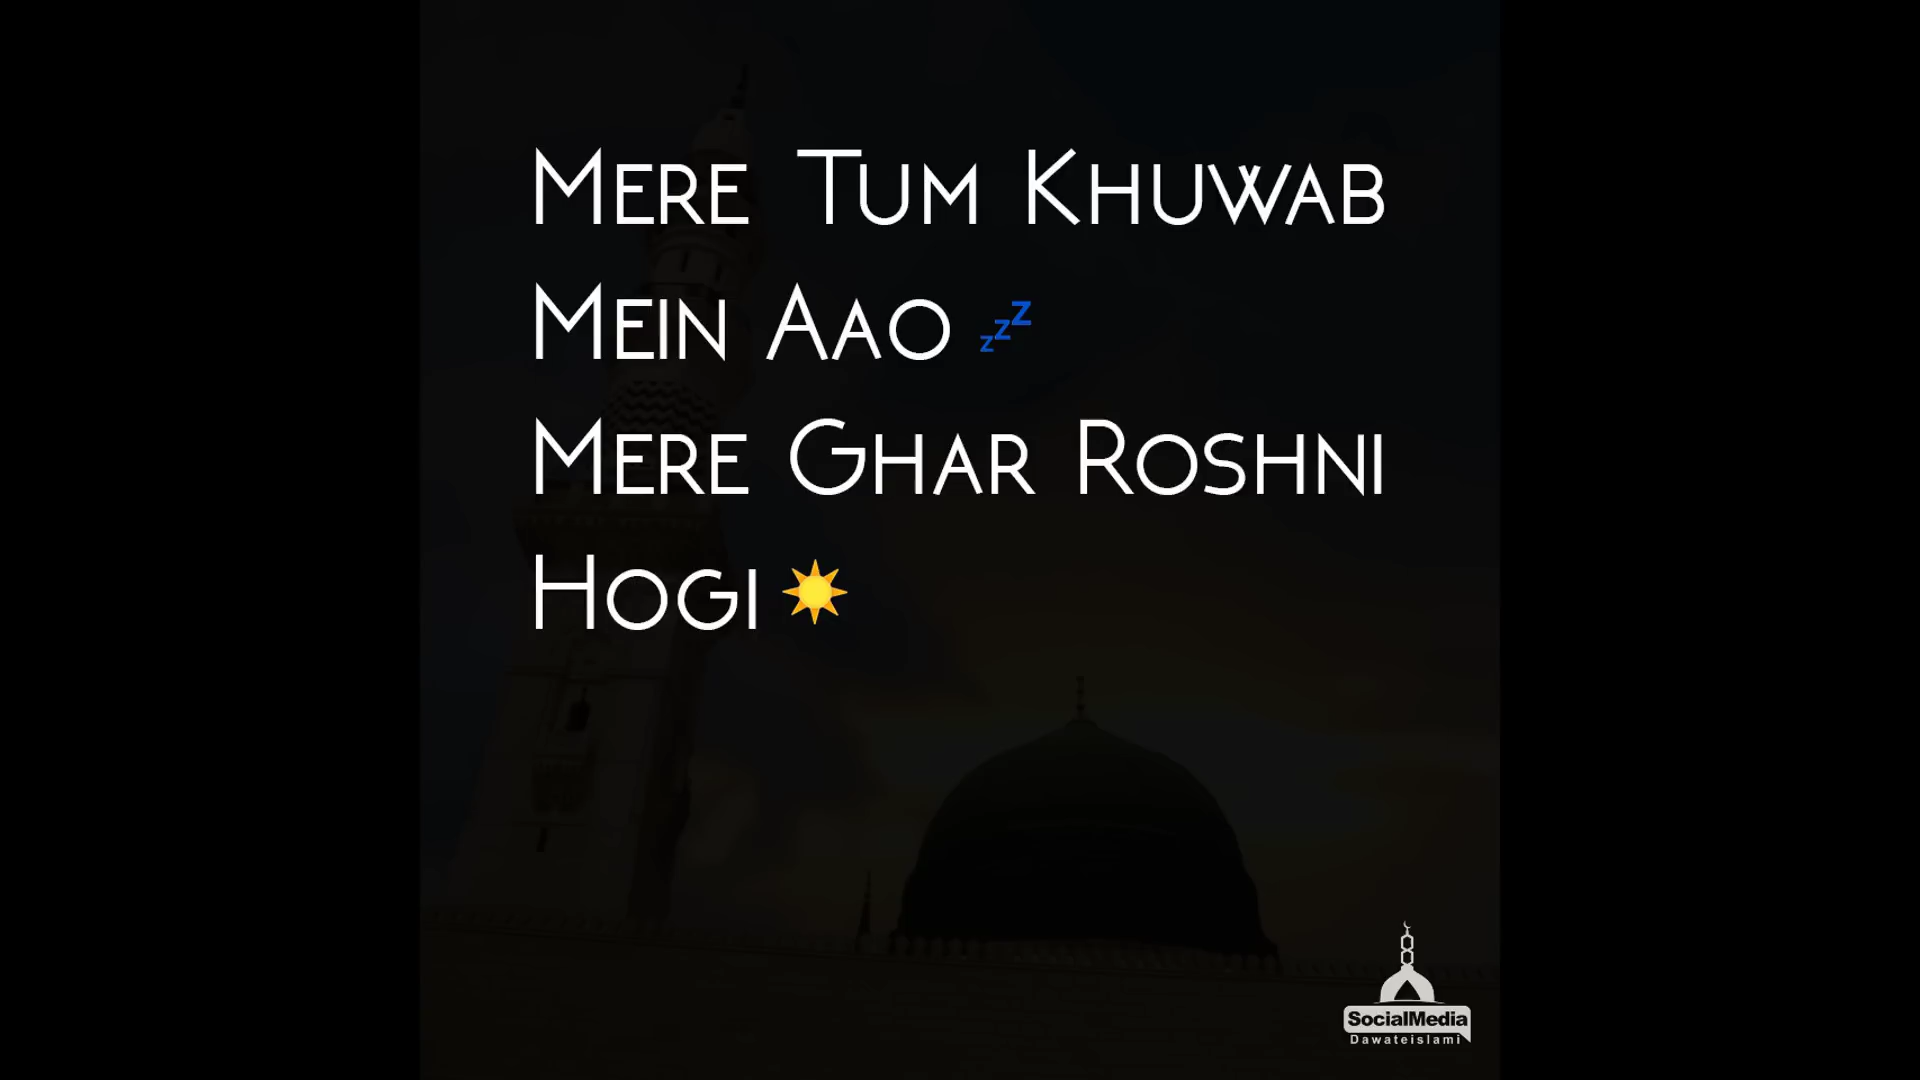 Mere Tum Khuwab
Mein Aao 💤
Mere Ghar Roshni
Hogi ☀️
SocialMedia
Dawateislami